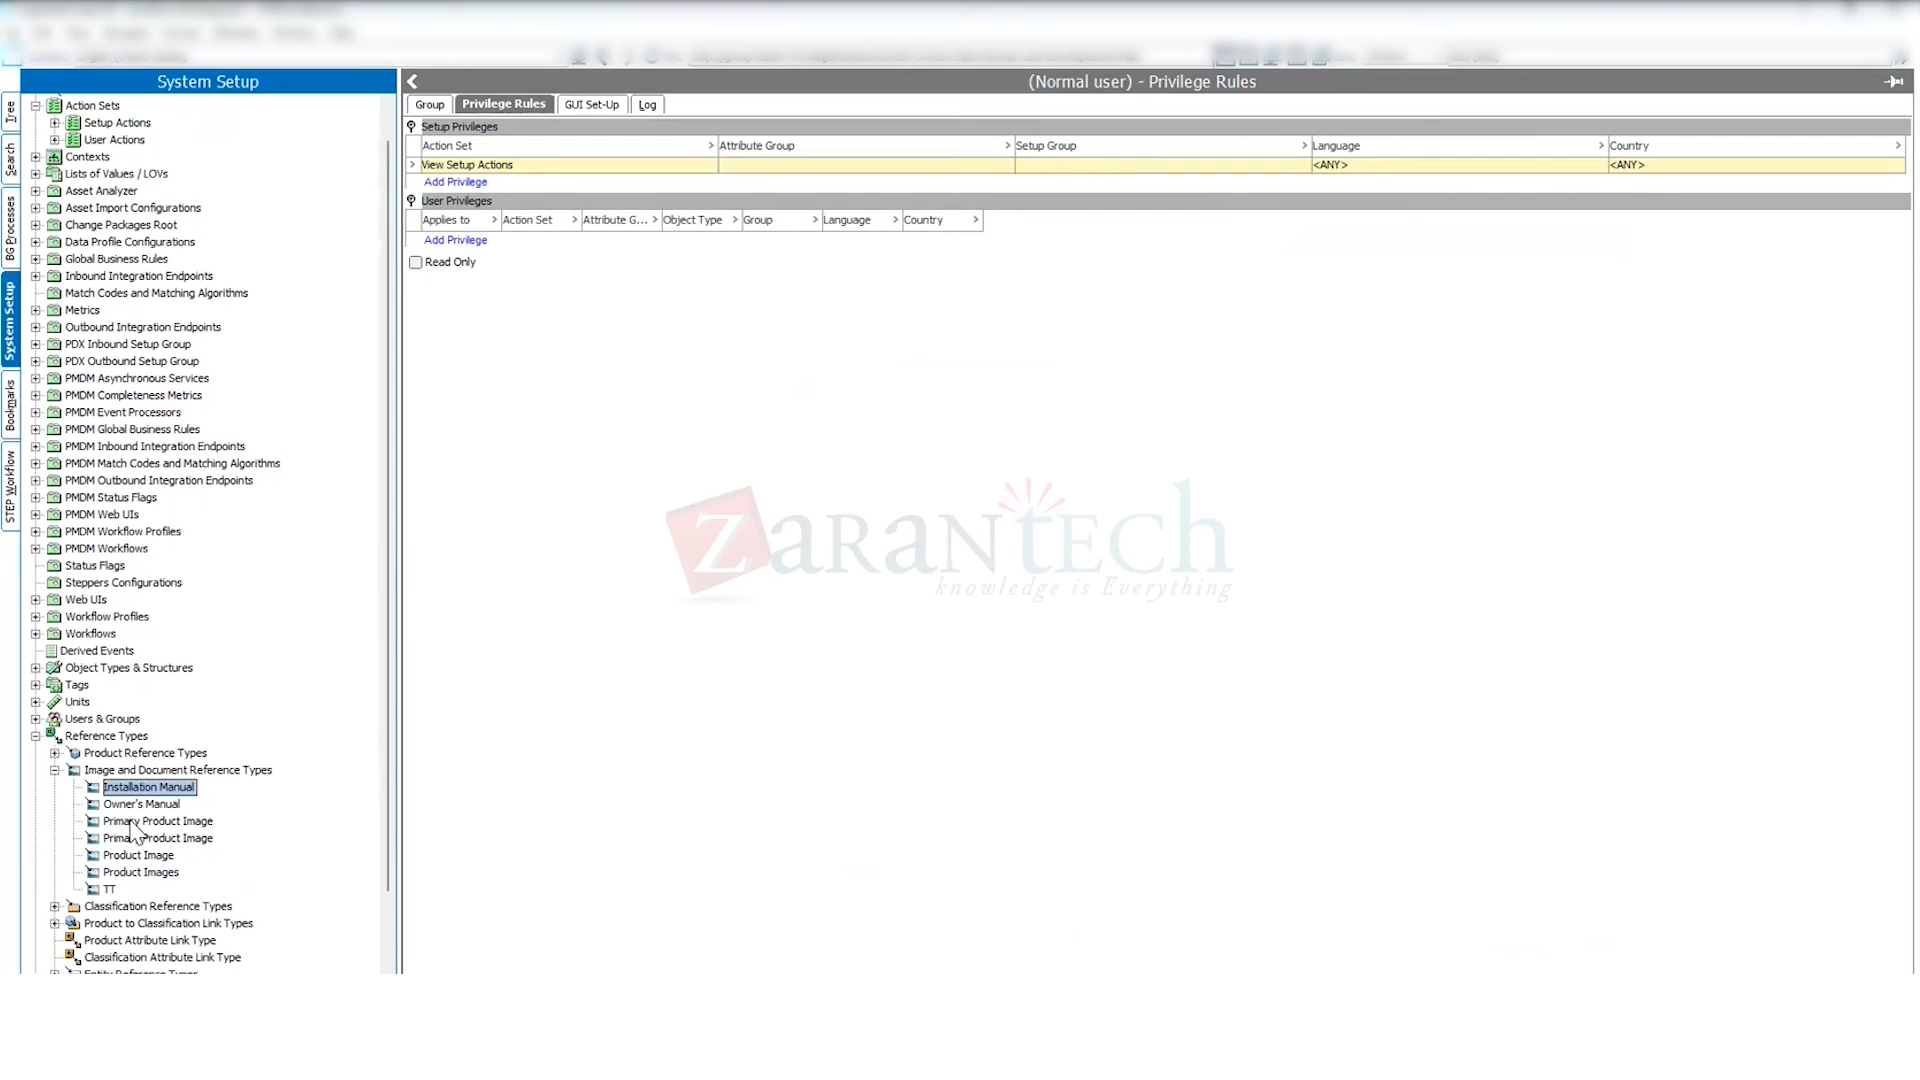 System Setup
(Normal user) - Privilege Rules
Tree
Search
BG Processes
System Setup
Bookmarks
STEP Workflow
Action Sets
Setup Actions
User Actions
Contexts
Lists of Values / LOVs
Asset Analyzer
Asset Import Configurations
Change Packages Root
Data Profile Configurations
Global Business Rules
Inbound Integration Endpoints
Match Codes and Matching Algorithms
Metrics
Outbound Integration Endpoints
PDX Inbound Setup Group
PDX Outbound Setup Group
PMDM Asynchronous Services
PMDM Completeness Metrics
PMDM Event Processors
PMDM Global Business Rules
PMDM Inbound Integration Endpoints
PMDM Match Codes and Matching Algorithms
PMDM Outbound Integration Endpoints
PMDM Status Flags
PMDM Web UIs
PMDM Workflow Profiles
PMDM Workflows
Status Flags
Steppers Configurations
Web UIs
Workflow Profiles
Workflows
Derived Events
Object Types & Structures
Tags
Units
Users & Groups
Reference Types
Product Reference Types
Image and Document Reference Types
Installation Manual
Owner's Manual
Primary Product Image
Primary Product Image
Product Image
Product Images
TT
Classification Reference Types
Product to Classification Link Types
Product Attribute Link Type
Classification Attribute Link Type
Entity Reference Types
Group Privilege Rules GUI Set-Up Log
Setup Privileges
Action Set > Attribute Group > Setup Group > Language > Country >
> View Setup Actions <ANY> <ANY>
Add Privilege
User Privileges
Applies to > Action Set > Attribute G... > Object Type > Group > Language > Country >
Add Privilege
Read Only
ZaranTech
knowledge is Everything